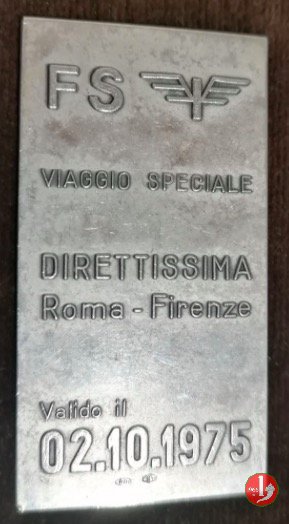 FS
VIAGGIO SPECIALE
DIRETTISSIMA
Roma - Firenze
Valido il
02.10.1975